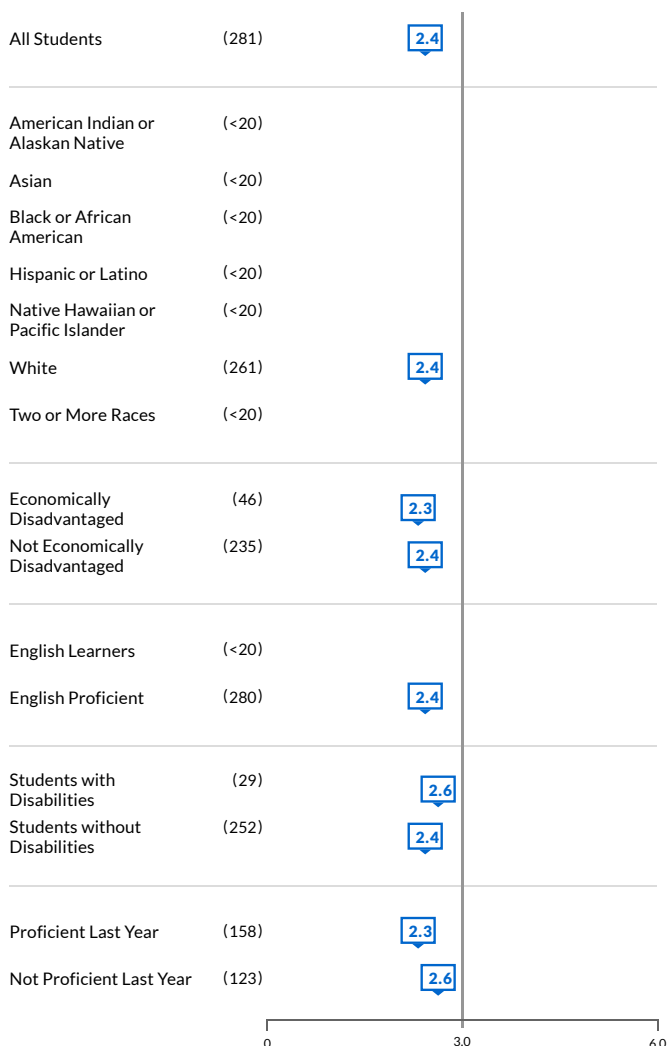 All Students (281) 2.4
American Indian or (<20)
Alaskan Native
Asian (<20)
Black or African (<20)
American
Hispanic or Latino (<20)
Native Hawaiian or (<20)
Pacific Islander
White (261) 2.4
Two or More Races (<20)
Economically (46) 2.3
Disadvantaged
Not Economically (235) 2.4
Disadvantaged
English Learners (<20)
English Proficient (280) 2.4
Students with (29) 2.6
Disabilities
Students without (252) 2.4
Disabilities
Proficient Last Year (158) 2.3
Not Proficient Last Year (123) 2.6
0 3.0 6.0